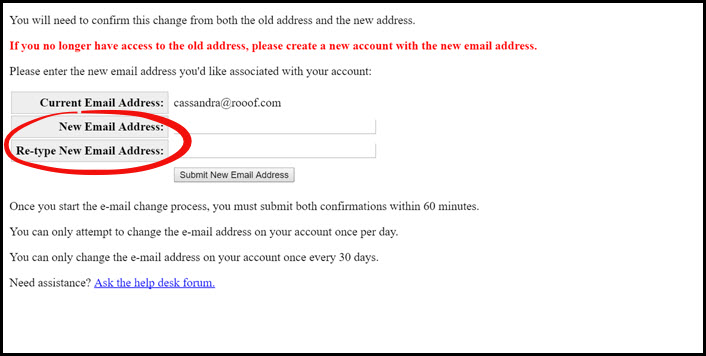 You will need to confirm this change from both the old address and the new address.
If you no longer have access to the old address, please create a new account with the new email address.
Please enter the new email address you'd like associated with your account:
Current Email Address: cassandra@rooof.com
New Email Address:
Re-type New Email Address:
Submit New Email Address
Once you start the e-mail change process, you must submit both confirmations within 60 minutes.
You can only attempt to change the e-mail address on your account once per day.
You can only change the e-mail address on your account once every 30 days.
Need assistance? Ask the help desk forum.